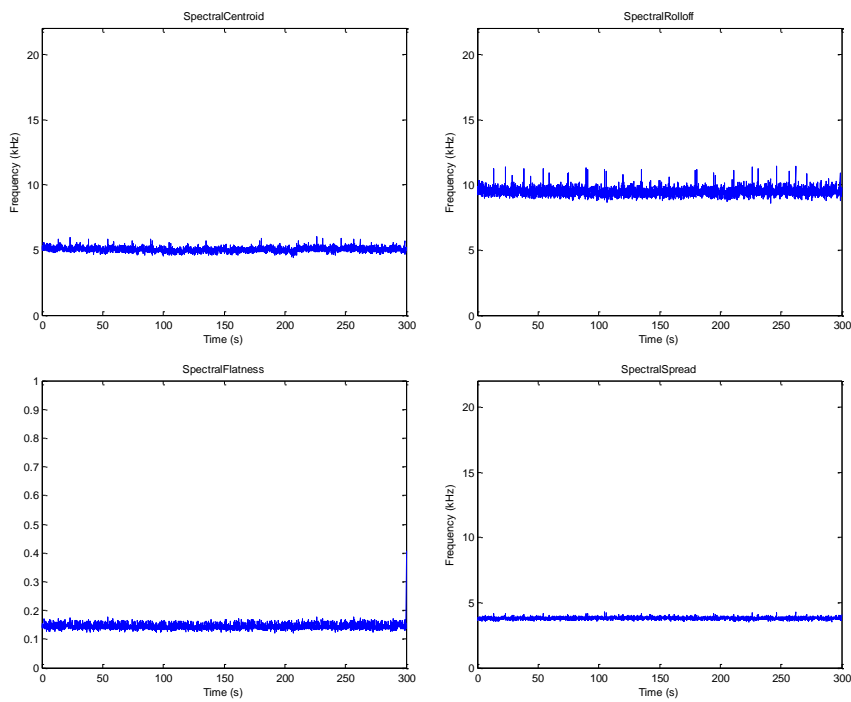 SpectralCentroid
20
15
10
5
0
Frequency (kHz)
0 50 100 150 200 250 300
Time (s)
SpectralRolloff
20
15
10
5
0
Frequency (kHz)
0 50 100 150 200 250 300
Time (s)
SpectralFlatness
1
0.9
0.8
0.7
0.6
0.5
0.4
0.3
0.2
0.1
0
0 50 100 150 200 250 300
Time (s)
SpectralSpread
20
15
10
5
0
Frequency (kHz)
0 50 100 150 200 250 300
Time (s)